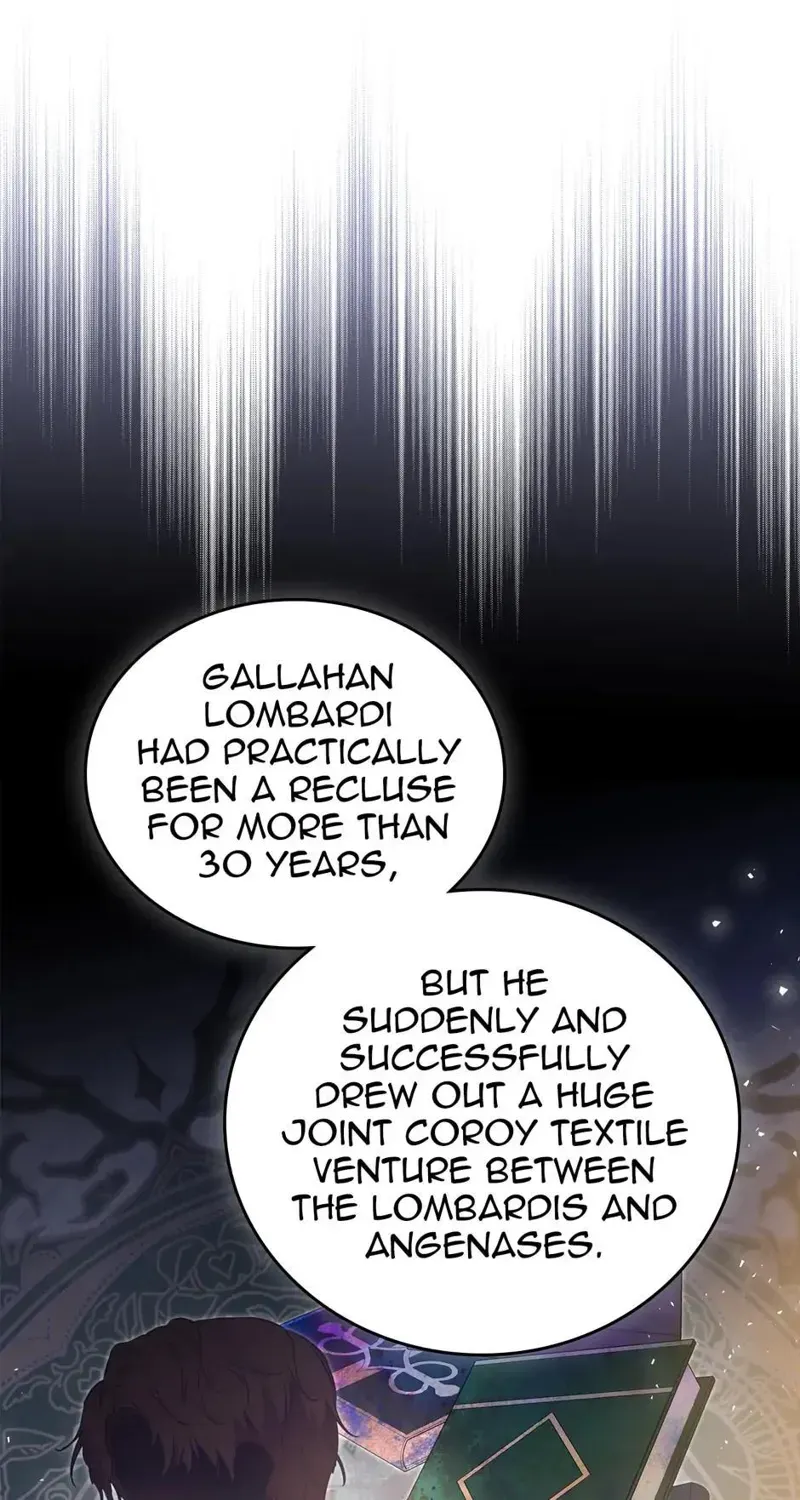 GALLAHAN
LOMBARDI
HAD PRACTICALLY
BEEN A RECLUSE
FOR MORE THAN
30 YEARS,
BUT HE
SUDDENLY AND
SUCCESSFULLY
DREW OUT A HUGE
JOINT COROY TEXTILE
VENTURE BETWEEN
THE LOMBARDIS AND
ANGENASES.